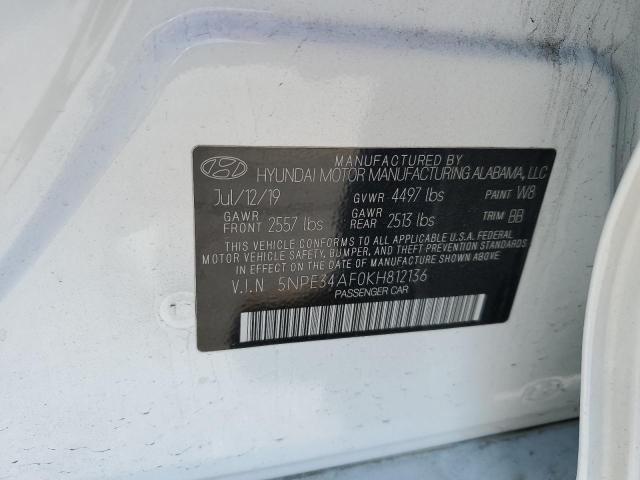 MANUFACTURED BY
HYUNDAI MOTOR MANUFACTURING ALABAMA, LLC
Jul/12/19 GVWR 4497 lbs PAINT W8
GAWR FRONT 2557 lbs GAWR REAR 2513 lbs TRIM BB
THIS VEHICLE CONFORMS TO ALL APPLICABLE U.S.A. FEDERAL
MOTOR VEHICLE SAFETY, BUMPER, AND THEFT PREVENTION STANDARDS
IN EFFECT ON THE DATE OF MANUFACTURE SHOWN ABOVE.
V.I.N 5NPE34AF0KH812136
PASSENGER CAR